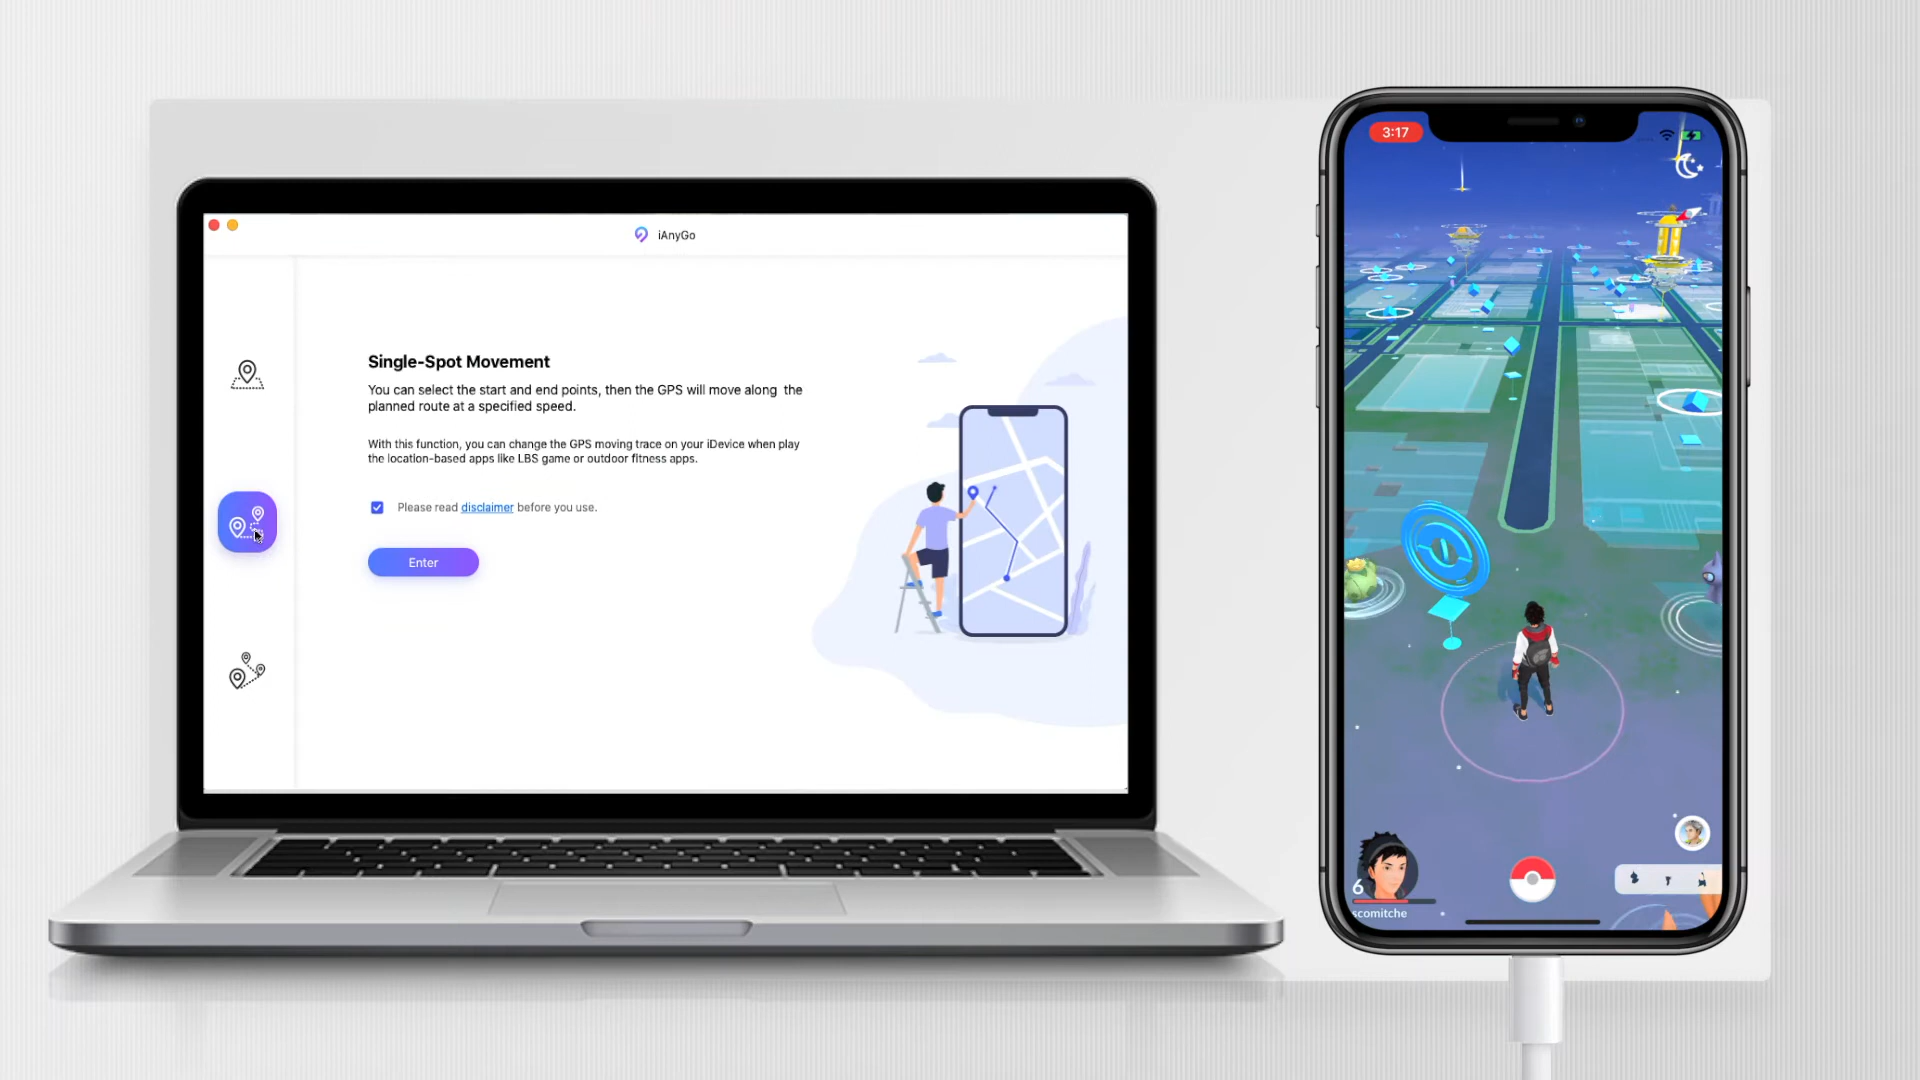 iAnyGo
Single-Spot Movement
You can select the start and end points, then the GPS will move along the
planned route at a specified speed.
With this function, you can change the GPS moving trace on your iDevice when play
the location-based apps like LBS game or outdoor fitness apps.
Please read disclaimer before you use.
Enter
3:17
6
scomitche